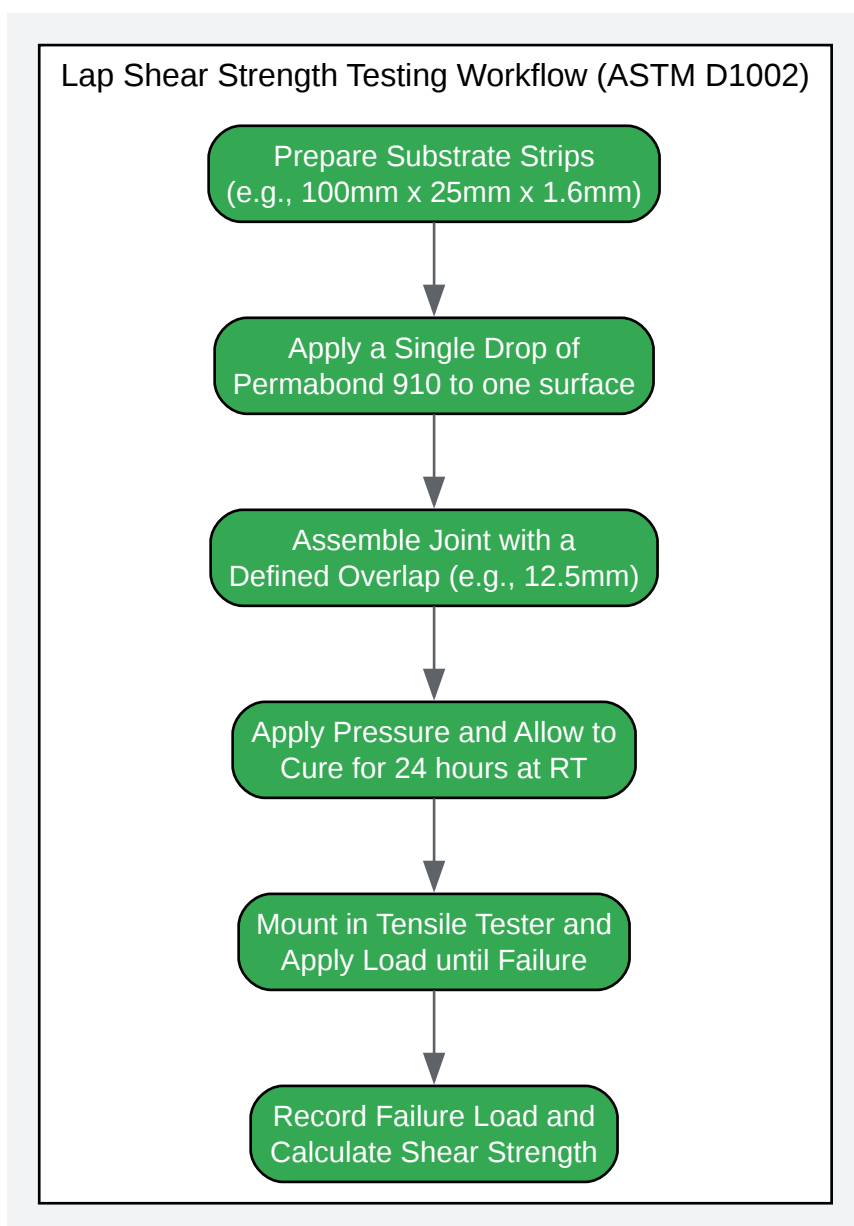 Lap Shear Strength Testing Workflow (ASTM D1002)
Prepare Substrate Strips
(e.g., 100mm x 25mm x 1.6mm)
Apply a Single Drop of
Permabond 910 to one surface
Assemble Joint with a
Defined Overlap (e.g., 12.5mm)
Apply Pressure and Allow to
Cure for 24 hours at RT
Mount in Tensile Tester and
Apply Load until Failure
Record Failure Load and
Calculate Shear Strength